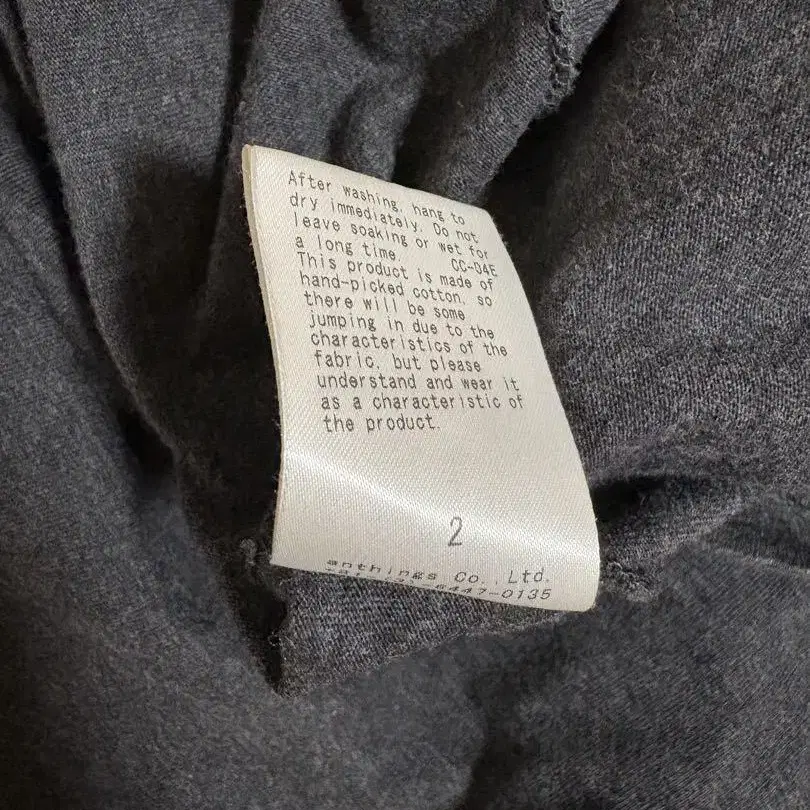 After washing, hang to
dry immediately. Do not
leave soaking or wet for
a long time. CC-04E
This product is made of
hand-picked cotton, so
there will be some
jumping in due to the
characteristics of the
fabric, but please
understand and wear it
as a characteristic of
the product.
2
anthings Co., Ltd.
6447-0135